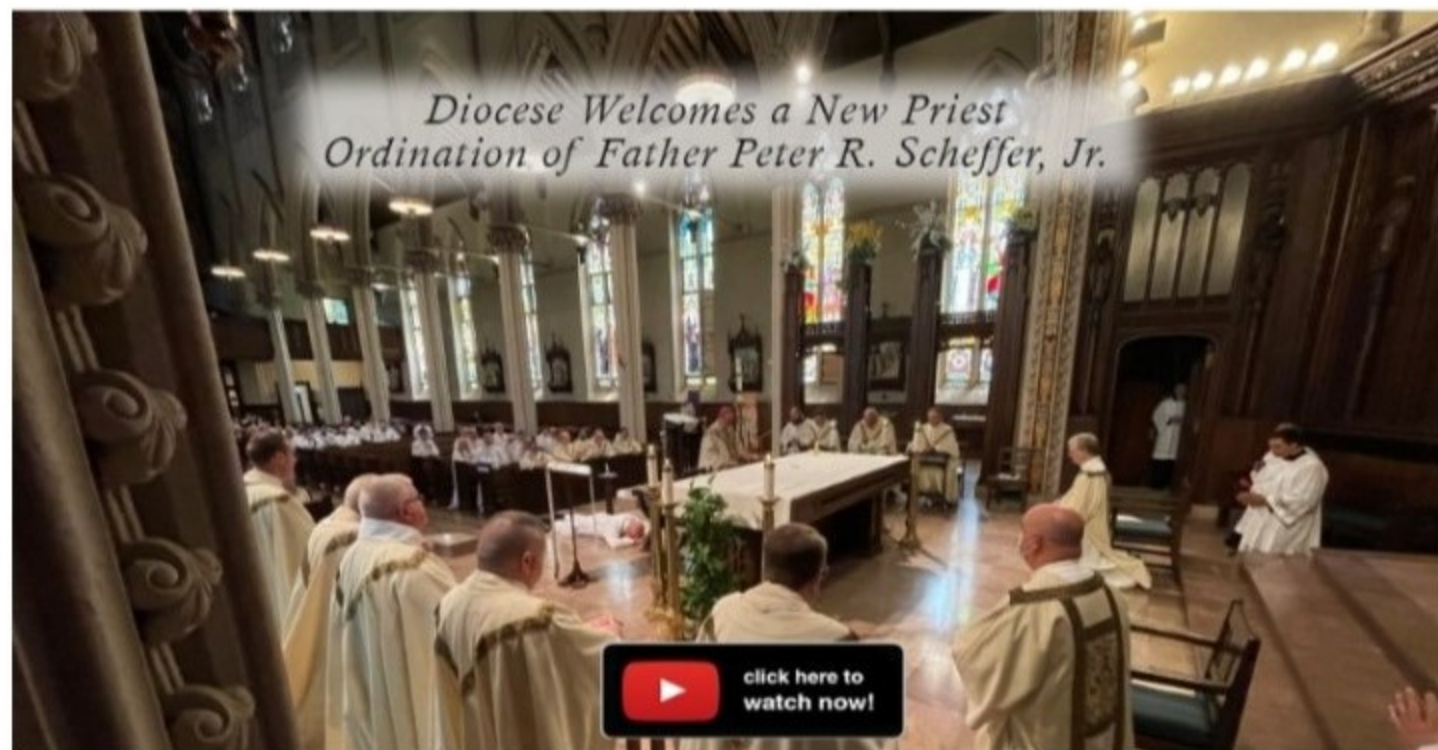 Diocese Welcomes a New Priest
Ordination of Father Peter R. Scheffer, Jr.
click here to
watch now!